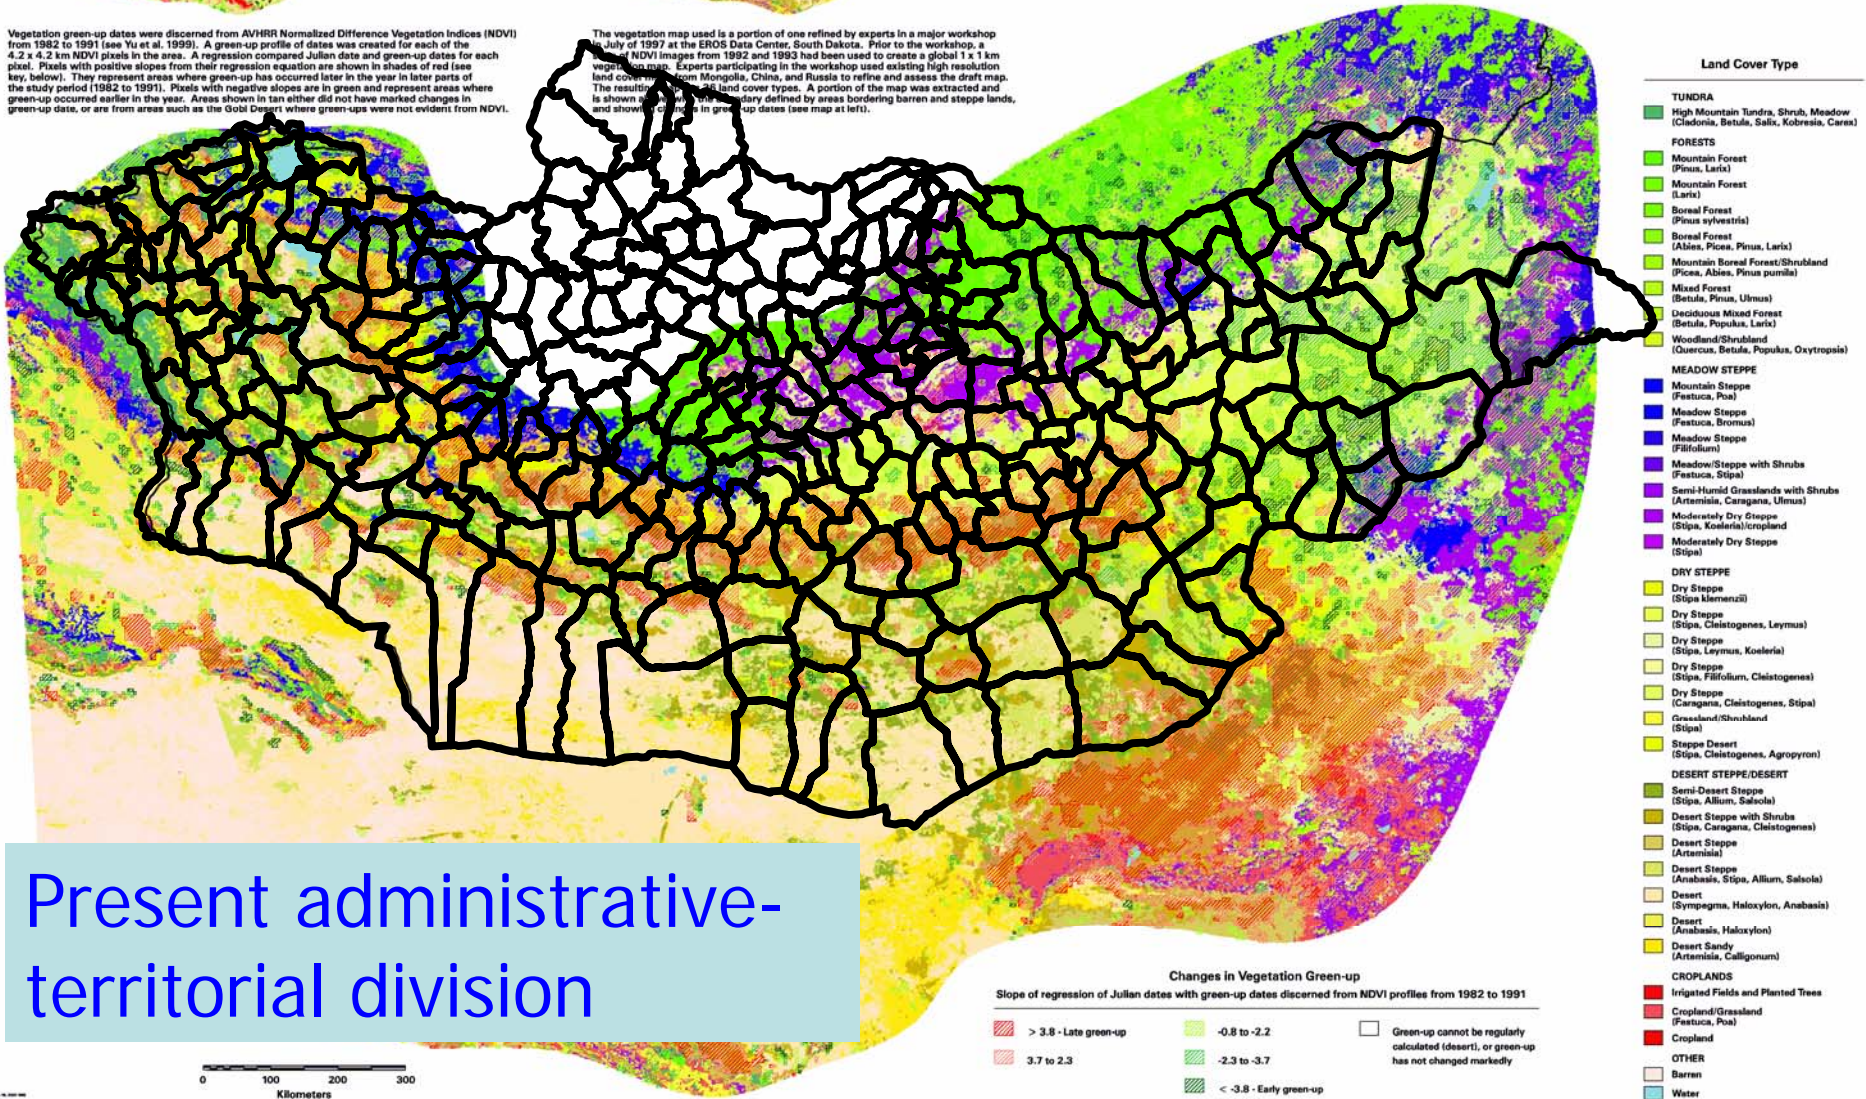 Vegetation green-up dates were discerned from AVHRR Normalized Difference Vegetation Indices (NDVI)
from 1982 to 1991 (see Yu et al. 1999). A green-up profile of dates was created for each of the
4.2 x 4.2 km NDVI pixels in the area. A regression compared Julian date and green-up dates for each
pixel. Pixels with positive slopes from their regression equation are shown in shades of red (see
key, below). They represent areas where green-up has occurred later in the year in later parts of
the study period (1982 to 1991). Pixels with negative slopes are in green and represent areas where
green-up occurred earlier in the year. Areas shown in tan either did not have marked changes in
green-up date, or are from areas such as the Gobi Desert where green-ups were not evident from NDVI.
The vegetation map used is a portion of one refined by experts in a major workshop
in July of 1997 at the EROS Data Center, South Dakota. Prior to the workshop, a
of NDVI images from 1992 and 1993 had been used to create a global 1 x 1 km
vegetation map. Experts participating in the workshop used existing high resolution
land cover from Mongolia, China, and Russia to refine and assess the draft map.
The resulting land cover types. A portion of the map was extracted and
is shown the boundary defined by areas bordering barren and steppe lands,
and showing changes in green-up dates (see map at left).
Land Cover Type
TUNDRA
High Mountain Tundra, Shrub, Meadow
(Cladonia, Betula, Salix, Kobresia, Carex)
FORESTS
Mountain Forest
(Pinus, Larix)
Mountain Forest
(Larix)
Boreal Forest
(Pinus sylvestris)
Boreal Forest
(Abies, Picea, Pinus, Larix)
Mountain Boreal Forest/Shrubland
(Picea, Abies, Pinus pumila)
Mixed Forest
(Betula, Pinus, Ulmus)
Deciduous Mixed Forest
(Betula, Populus, Larix)
Woodland/Shrubland
(Quercus, Betula, Populus, Oxytropsis)
MEADOW STEPPE
Mountain Steppe
(Festuca, Poa)
Meadow Steppe
(Festuca, Bromus)
Meadow Steppe
(Filifolium)
Meadow/Steppe with Shrubs
(Festuca, Stipa)
Semi-Humid Grasslands with Shrubs
(Artemisia, Caragana, Ulmus)
Moderately Dry Steppe
(Stipa, Koeleria)/cropland
Moderately Dry Steppe
(Stipa)
DRY STEPPE
Dry Steppe
(Stipa klemenzii)
Dry Steppe
(Stipa, Cleistogenes, Leymus)
Dry Steppe
(Stipa, Leymus, Koeleria)
Dry Steppe
(Stipa, Filifolium, Cleistogenes)
Dry Steppe
(Caragana, Cleistogenes, Stipa)
Grassland/Shrubland
(Stipa)
Steppe Desert
(Stipa, Cleistogenes, Agropyron)
DESERT STEPPE/DESERT
Semi-Desert Steppe
(Stipa, Allium, Salsola)
Desert Steppe with Shrubs
(Stipa, Caragana, Cleistogenes)
Desert Steppe
(Artemisia)
Desert Steppe
(Anabasis, Stipa, Allium, Salsola)
Desert
(Sympegma, Haloxylon, Anabasis)
Desert
(Anabasis, Haloxylon)
Desert Sandy
(Artemisia, Calligonum)
CROPLANDS
Irrigated Fields and Planted Trees
Cropland/Grassland
(Festuca, Poa)
Cropland
OTHER
Barren
Water
Present administrative-
territorial division
Changes in Vegetation Green-up
Slope of regression of Julian dates with green-up dates discerned from NDVI profiles from 1982 to 1991
> 3.8 - Late green-up
3.7 to 2.3
-0.8 to -2.2
-2.3 to -3.7
< -3.8 - Early green-up
Green-up cannot be regularly
calculated (desert), or green-up
has not changed markedly
0 100 200 300
Kilometers